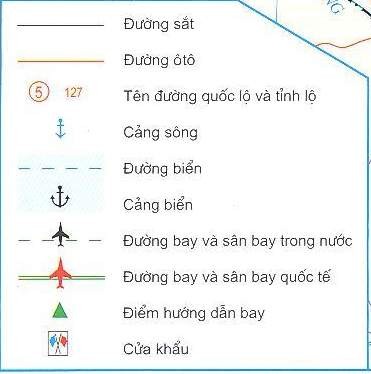 Đường sắt
Đường ôtô
5 127 Tên đường quốc lộ và tỉnh lộ
Cảng sông
Đường biển
Cảng biển
Đường bay và sân bay trong nước
Đường bay và sân bay quốc tế
Điểm hướng dẫn bay
Cửa khẩu